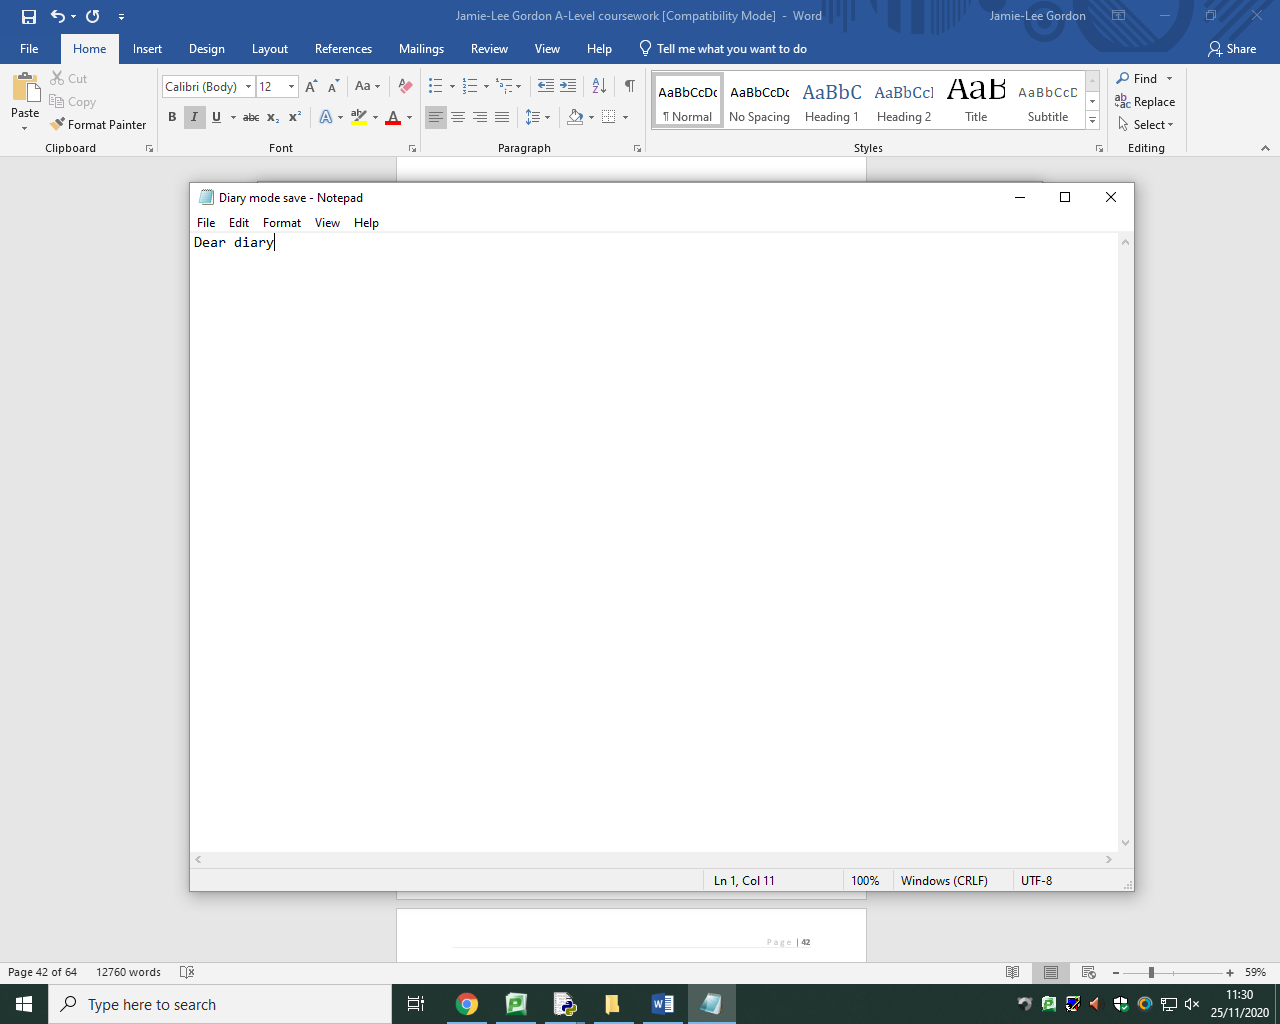 Jamie-Lee Gordon A-Level coursework [Compatibility Mode] - Word
Jamie-Lee Gordon
File Home Insert Design Layout References Mailings Review View Help Tell me what you want to do Share
Paste
Cut
Copy
Format Painter
Clipboard
Calibri (Body) 12
Aa
B I U abc x₂ x² A ab A
Font
Paragraph
AaBbCcDc AaBbCcDc AaBbC AaBbCcI AaB AaBbCcD
¶ Normal No Spacing Heading 1 Heading 2 Title Subtitle
Styles
Find
Replace
Select
Editing
Diary mode save - Notepad
File Edit Format View Help
Dear diary
Ln 1, Col 11 100% Windows (CRLF) UTF-8
Page | 42
Page 42 of 64 12760 words 59%
Type here to search
11:30
25/11/2020